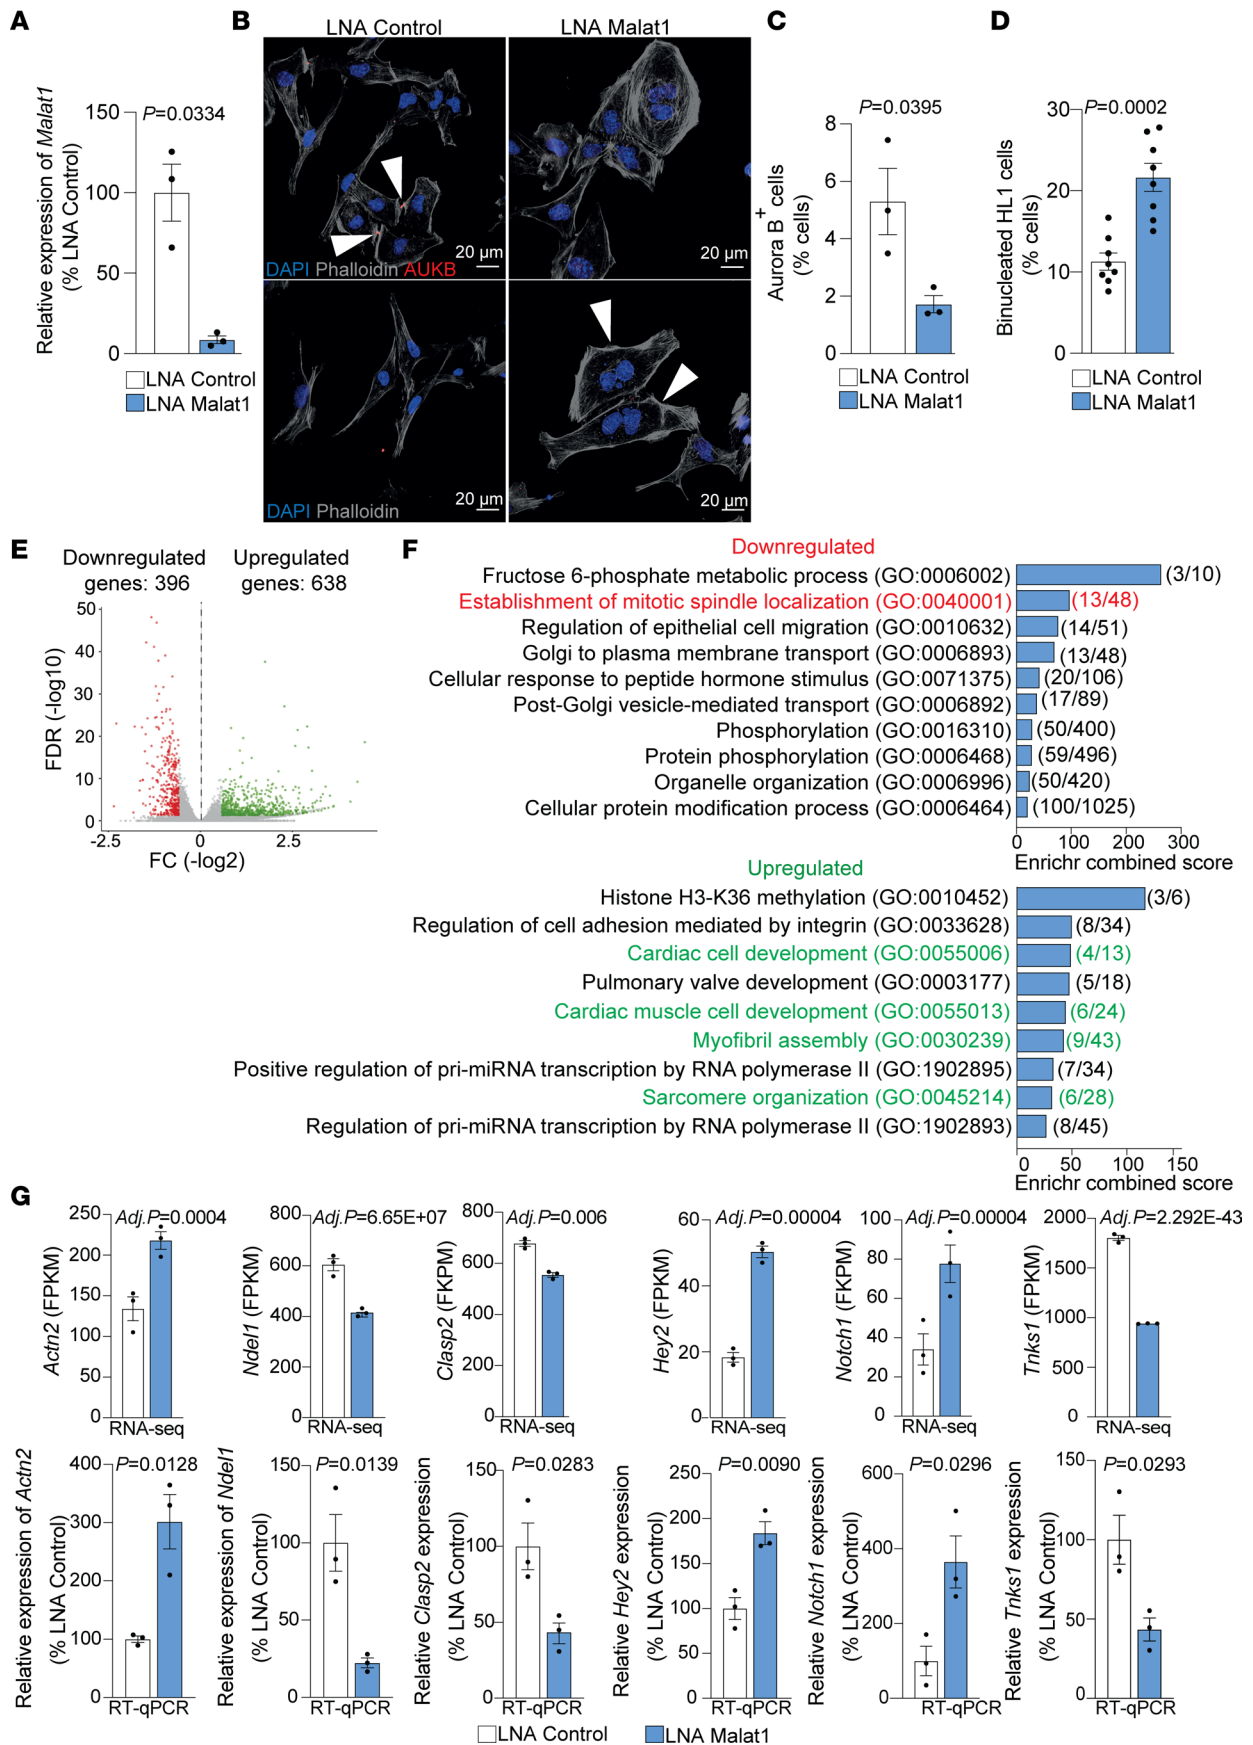 A
Relative expression of Malat1
(% LNA Control)
P=0.0334
150
100
50
0
LNA Control
LNA Malat1
B
LNA Control
LNA Malat1
20 µm
DAPI Phalloidin AUKB
20 µm
20 µm
DAPI Phalloidin
20 µm
C
Aurora B+ cells
(% cells)
P=0.0395
8
6
4
2
0
LNA Control
LNA Malat1
D
Binucleated HL1 cells
(% cells)
P=0.0002
30
20
10
0
LNA Control
LNA Malat1
E
Downregulated
genes: 396
Upregulated
genes: 638
FDR (-log10)
50
40
30
20
10
0
-2.5
0
2.5
FC (-log2)
F
Downregulated
Fructose 6-phosphate metabolic process (GO:0006002) (3/10)
Establishment of mitotic spindle localization (GO:0040001) (13/48)
Regulation of epithelial cell migration (GO:0010632) (14/51)
Golgi to plasma membrane transport (GO:0006893) (13/48)
Cellular response to peptide hormone stimulus (GO:0071375) (20/106)
Post-Golgi vesicle-mediated transport (GO:0006892) (17/89)
Phosphorylation (GO:0016310) (50/400)
Protein phosphorylation (GO:0006468) (59/496)
Organelle organization (GO:0006996) (50/420)
Cellular protein modification process (GO:0006464) (100/1025)
0 100 200 300
Enrichr combined score
Upregulated
Histone H3-K36 methylation (GO:0010452) (3/6)
Regulation of cell adhesion mediated by integrin (GO:0033628) (8/34)
Cardiac cell development (GO:0055006) (4/13)
Pulmonary valve development (GO:0003177) (5/18)
Cardiac muscle cell development (GO:0055013) (6/24)
Myofibril assembly (GO:0030239) (9/43)
Positive regulation of pri-miRNA transcription by RNA polymerase II (GO:1902895) (7/34)
Sarcomere organization (GO:0045214) (6/28)
Regulation of pri-miRNA transcription by RNA polymerase II (GO:1902893) (8/45)
0 50 100 150
Enrichr combined score
G
Actn2 (FPKM)
Adj.P=0.0004
250
200
150
100
50
0
RNA-seq
Ndel1 (FPKM)
Adj.P=6.65E+07
800
600
400
200
0
RNA-seq
Clasp2 (FKPM)
Adj.P=0.006
800
600
400
200
0
RNA-seq
Hey2 (FPKM)
Adj.P=0.00004
60
40
20
0
RNA-seq
Notch1 (FKPM)
Adj.P=0.00004
100
80
60
40
20
0
RNA-seq
Tnks1 (FPKM)
Adj.P=2.292E-43
2000
1500
1000
500
0
RNA-seq
Relative expression of Actn2
(% LNA Control)
P=0.0128
400
300
200
100
0
RT-qPCR
Relative expression of Ndel1
(% LNA Control)
P=0.0139
150
100
50
0
RT-qPCR
Relative Clasp2 expression
(% LNA Control)
P=0.0283
150
100
50
0
RT-qPCR
Relative Hey2 expression
(% LNA Control)
P=0.0090
250
200
150
100
50
0
RT-qPCR
Relative Notch1 expression
(% LNA Control)
P=0.0296
600
400
200
0
RT-qPCR
Relative Tnks1 expression
(% LNA Control)
P=0.0293
150
100
50
0
RT-qPCR
LNA Control
LNA Malat1